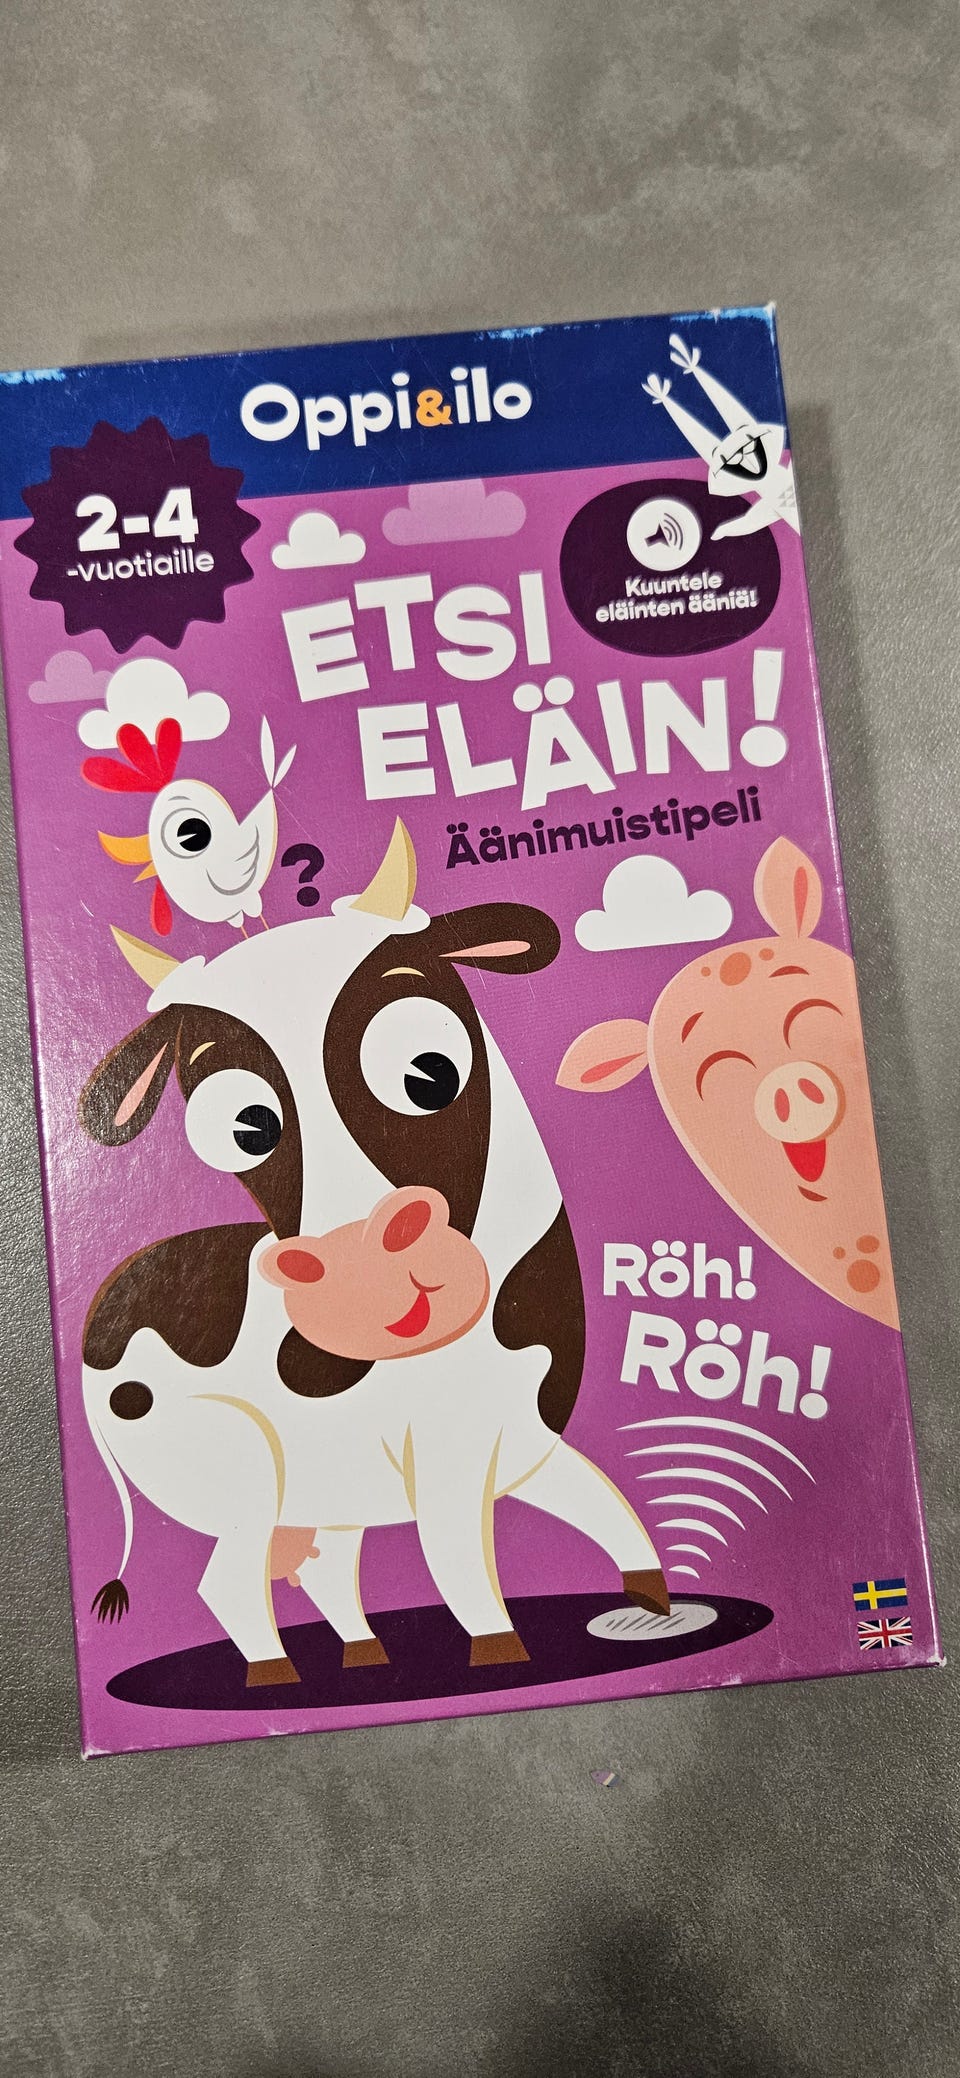 Oppi&ilo
2-4
-vuotiaille
Kuuntele
eläinten ääniä!
ETSI
ELÄIN!
Äänimuistipeli
?
Röh!
Röh!